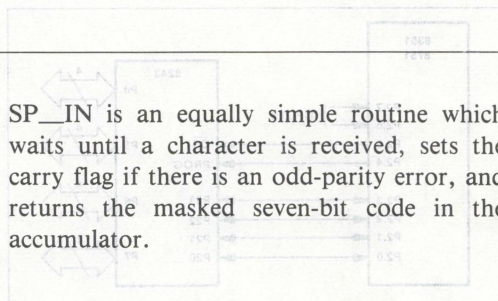 SP__IN is an equally simple routine which
waits until a character is received, sets the
carry flag if there is an odd-parity error, and
returns the masked seven-bit code in the
accumulator.